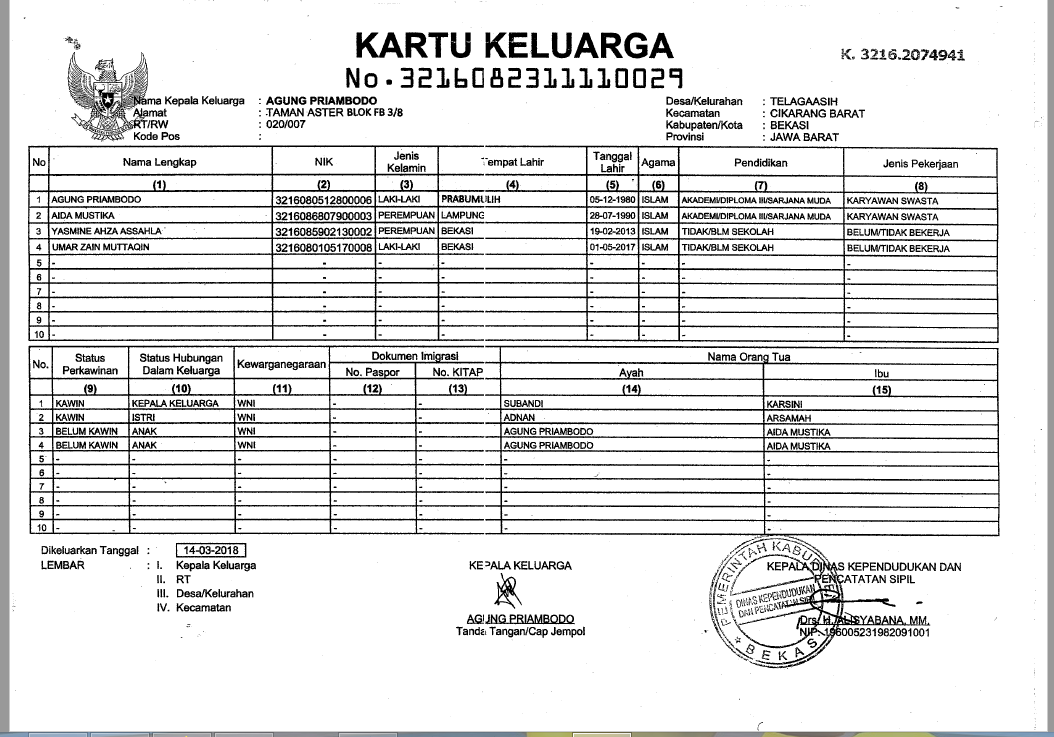 KARTU KELUARGA
No.3216082311110029
K. 3216.2074941
Nama Kepala Keluarga : AGUNG PRIAMBODO
Alamat : TAMAN ASTER BLOK FB 3/8
RT/RW : 020/007
Kode Pos :
Desa/Kelurahan : TELAGAASIH
Kecamatan : CIKARANG BARAT
Kabupaten/Kota : BEKASI
Provinsi : JAWA BARAT
No Nama Lengkap NIK Jenis Kelamin Tempat Lahir Tanggal Lahir Agama Pendidikan Jenis Pekerjaan
(1) (2) (3) (4) (5) (6) (7) (8)
1 AGUNG PRIAMBODO 3216080512800006 LAKI-LAKI PRABUMULIH 05-12-1980 ISLAM AKADEMI/DIPLOMA III/SARJANA MUDA KARYAWAN SWASTA
2 AIDA MUSTIKA 3216086807900003 PEREMPUAN LAMPUNG 28-07-1990 ISLAM AKADEMI/DIPLOMA III/SARJANA MUDA KARYAWAN SWASTA
3 YASMINE AHZA ASSAHLA 3216085902130002 PEREMPUAN BEKASI 19-02-2013 ISLAM TIDAK/BLM SEKOLAH BELUM/TIDAK BEKERJA
4 UMAR ZAIN MUTTAQIN 3216080105170008 LAKI-LAKI BEKASI 01-05-2017 ISLAM TIDAK/BLM SEKOLAH BELUM/TIDAK BEKERJA
5 - - - - - - - -
6 - - - - - - - -
7 - - - - - - - -
8 - - - - - - - -
9 - - - - - - - -
10 - - - - - - - -
No. Status Perkawinan Status Hubungan Dalam Keluarga Kewarganegaraan Dokumen Imigrasi Nama Orang Tua
No. Paspor No. KITAP Ayah Ibu
(9) (10) (11) (12) (13) (14) (15)
1 KAWIN KEPALA KELUARGA WNI - - SUBANDI KARSINI
2 KAWIN ISTRI WNI - - ADNAN ARSAMAH
3 BELUM KAWIN ANAK WNI - - AGUNG PRIAMBODO AIDA MUSTIKA
4 BELUM KAWIN ANAK WNI - - AGUNG PRIAMBODO AIDA MUSTIKA
5 - - - - - - -
6 - - - - - - -
7 - - - - - - -
8 - - - - - - -
9 - - - - - - -
10 - - - - - - -
Dikeluarkan Tanggal : 14-03-2018
LEMBAR : I. Kepala Keluarga
II. RT
III. Desa/Kelurahan
IV. Kecamatan
KEPALA KELUARGA
AGUNG PRIAMBODO
Tanda Tangan/Cap Jempol
KEPALA DINAS KEPENDUDUKAN DAN
PENCATATAN SIPIL
PEMERINTAH KABUPATEN
DINAS KEPENDUDUKAN
DAN PENCATATAN SIPIL
BEKASI
Drs. H. ALISYABANA, MM.
NIP. 196005231982091001